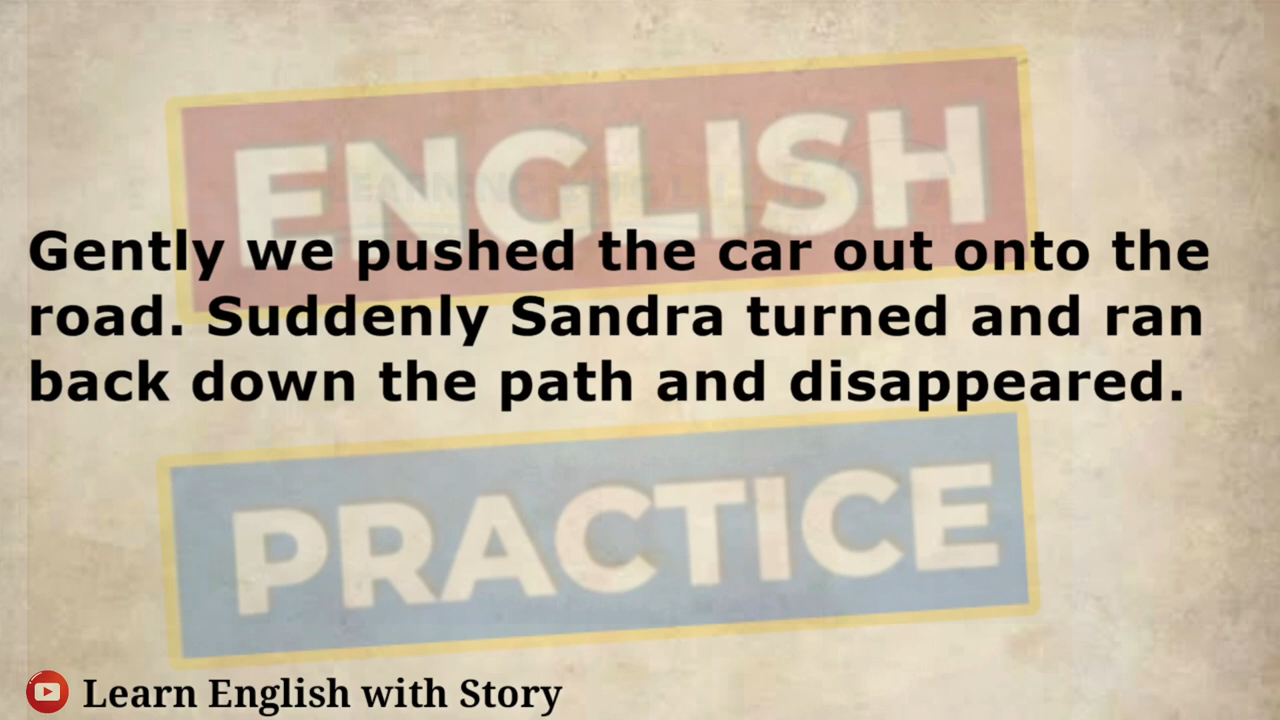 ENGLISH
Gently we pushed the car out onto the
road. Suddenly Sandra turned and ran
back down the path and disappeared.
PRACTICE
Learn English with Story